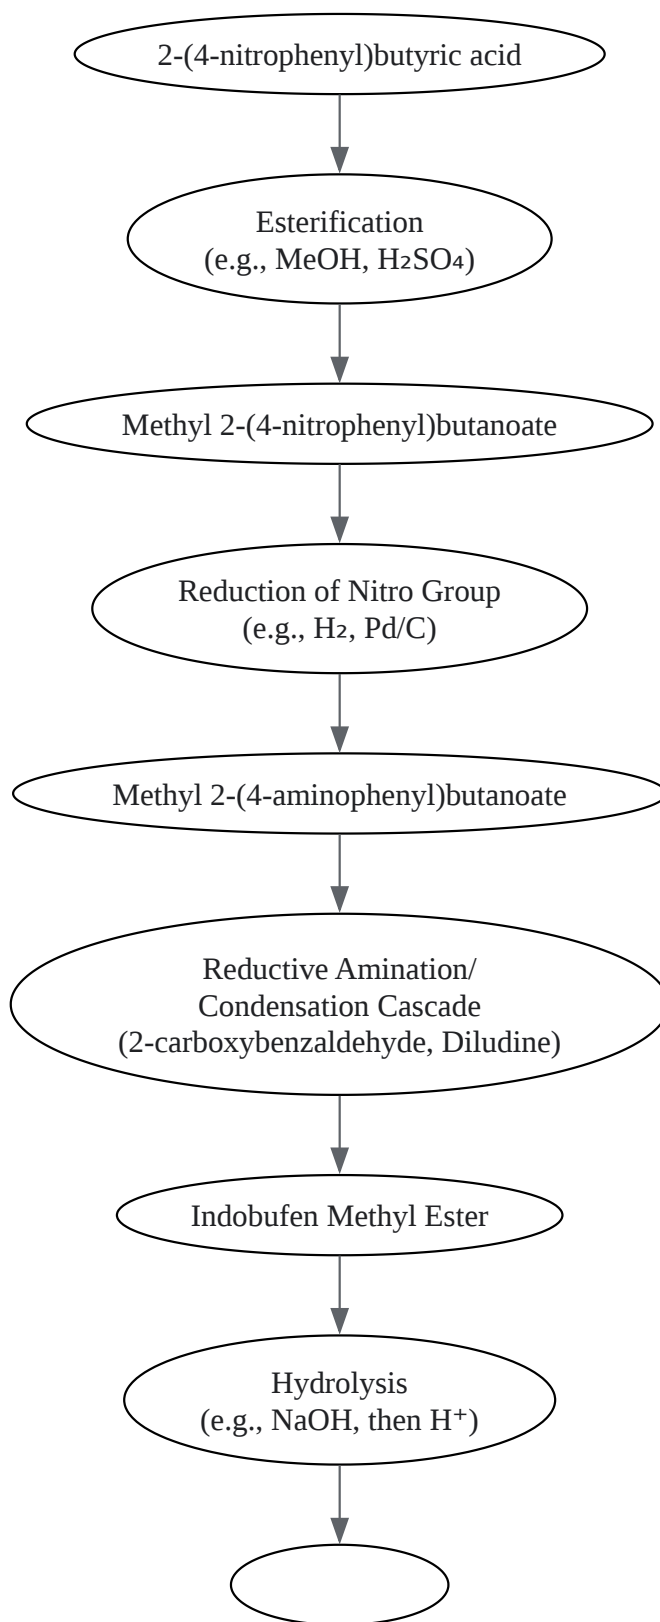 2-(4-nitrophenyl)butyric acid
Esterification
(e.g., MeOH, H₂SO₄)
Methyl 2-(4-nitrophenyl)butanoate
Reduction of Nitro Group
(e.g., H₂, Pd/C)
Methyl 2-(4-aminophenyl)butanoate
Reductive Amination/
Condensation Cascade
(2-carboxybenzaldehyde, Diludine)
Indobufen Methyl Ester
Hydrolysis
(e.g., NaOH, then H⁺)